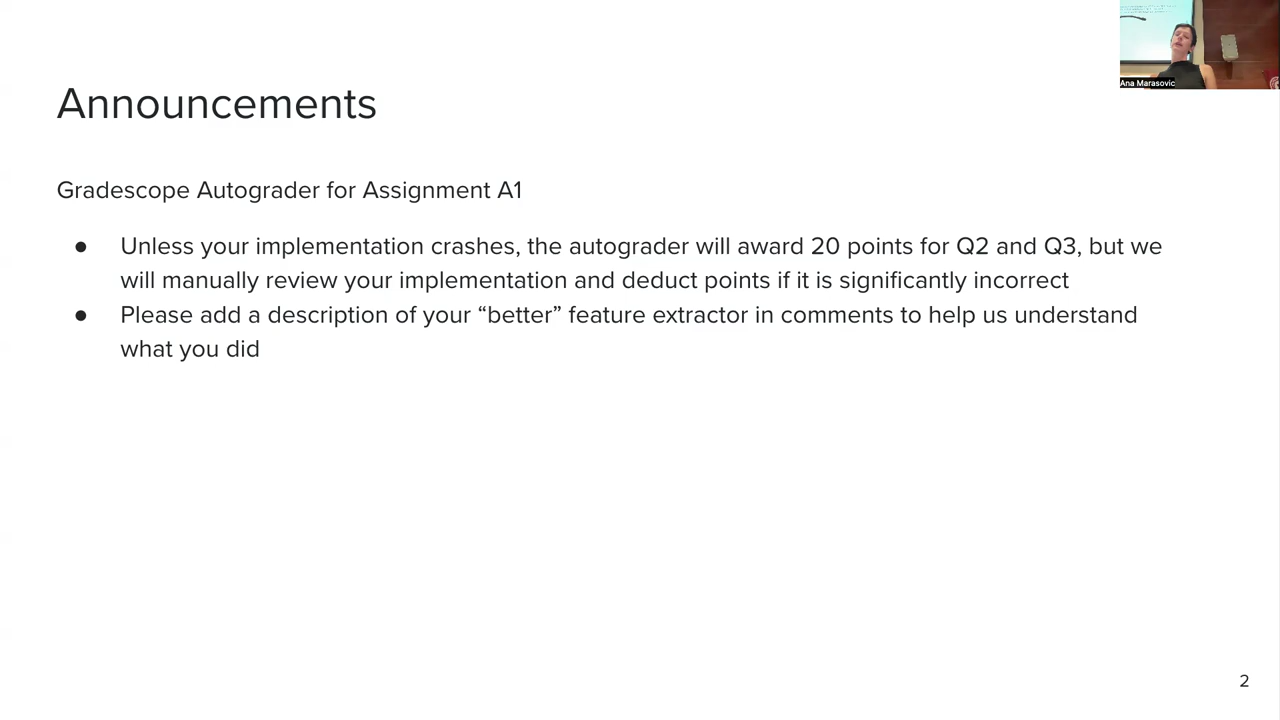 Ana Marasovic
Announcements
Gradescope Autograder for Assignment A1
● Unless your implementation crashes, the autograder will award 20 points for Q2 and Q3, but we
will manually review your implementation and deduct points if it is significantly incorrect
● Please add a description of your “better” feature extractor in comments to help us understand
what you did
2